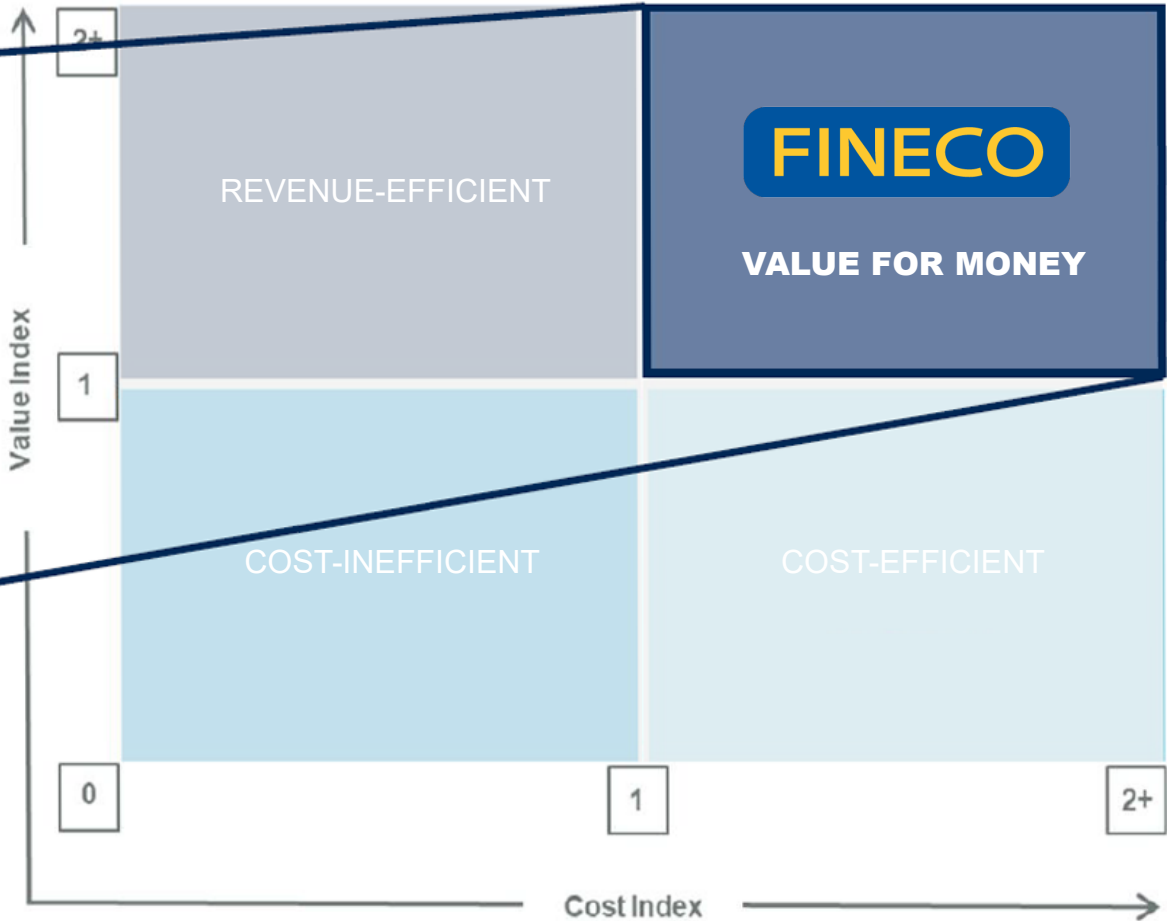 2+
REVENUE-EFFICIENT
FINECO
VALUE FOR MONEY
Value Index
1
COST-INEFFICIENT
COST-EFFICIENT
0
1
2+
Cost Index